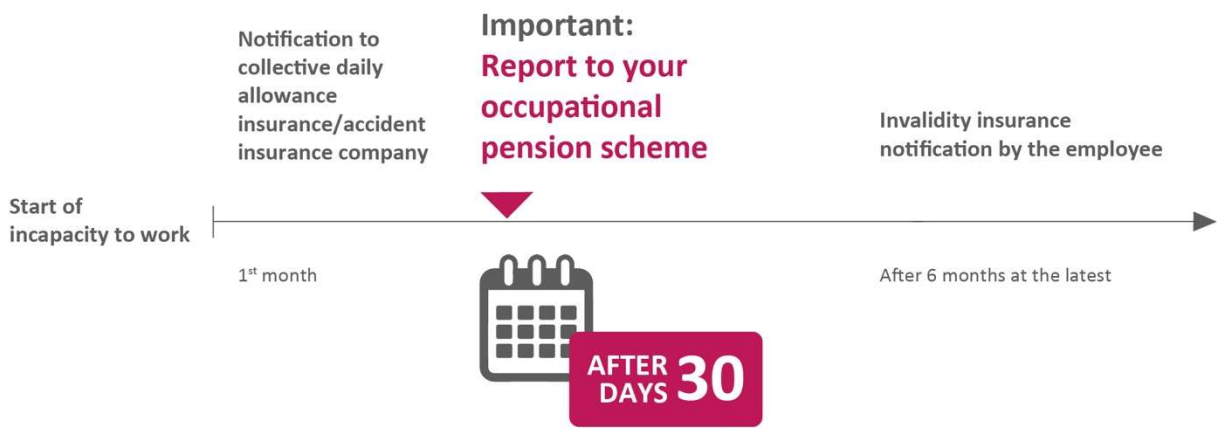 Notification to
collective daily
allowance
insurance/accident
insurance company
Important:
Report to your
occupational
pension scheme
Invalidity insurance
notification by the employee
Start of
incapacity to work
1st month
After 6 months at the latest
AFTER 30
DAYS